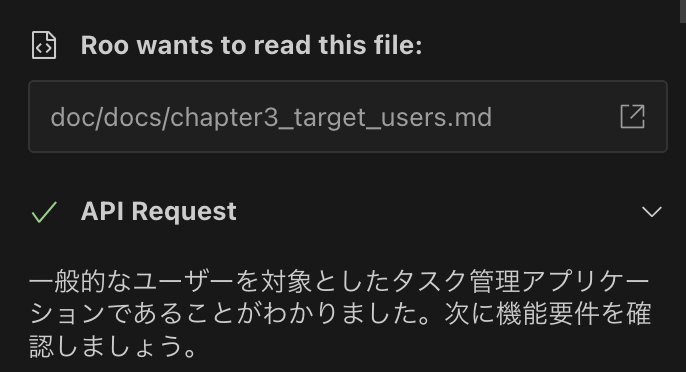 Roo wants to read this file:
doc/docs/chapter3_target_users.md
API Request
一般的なユーザーを対象としたタスク管理アプリケー
ションであることがわかりました。次に機能要件を確
認しましょう。